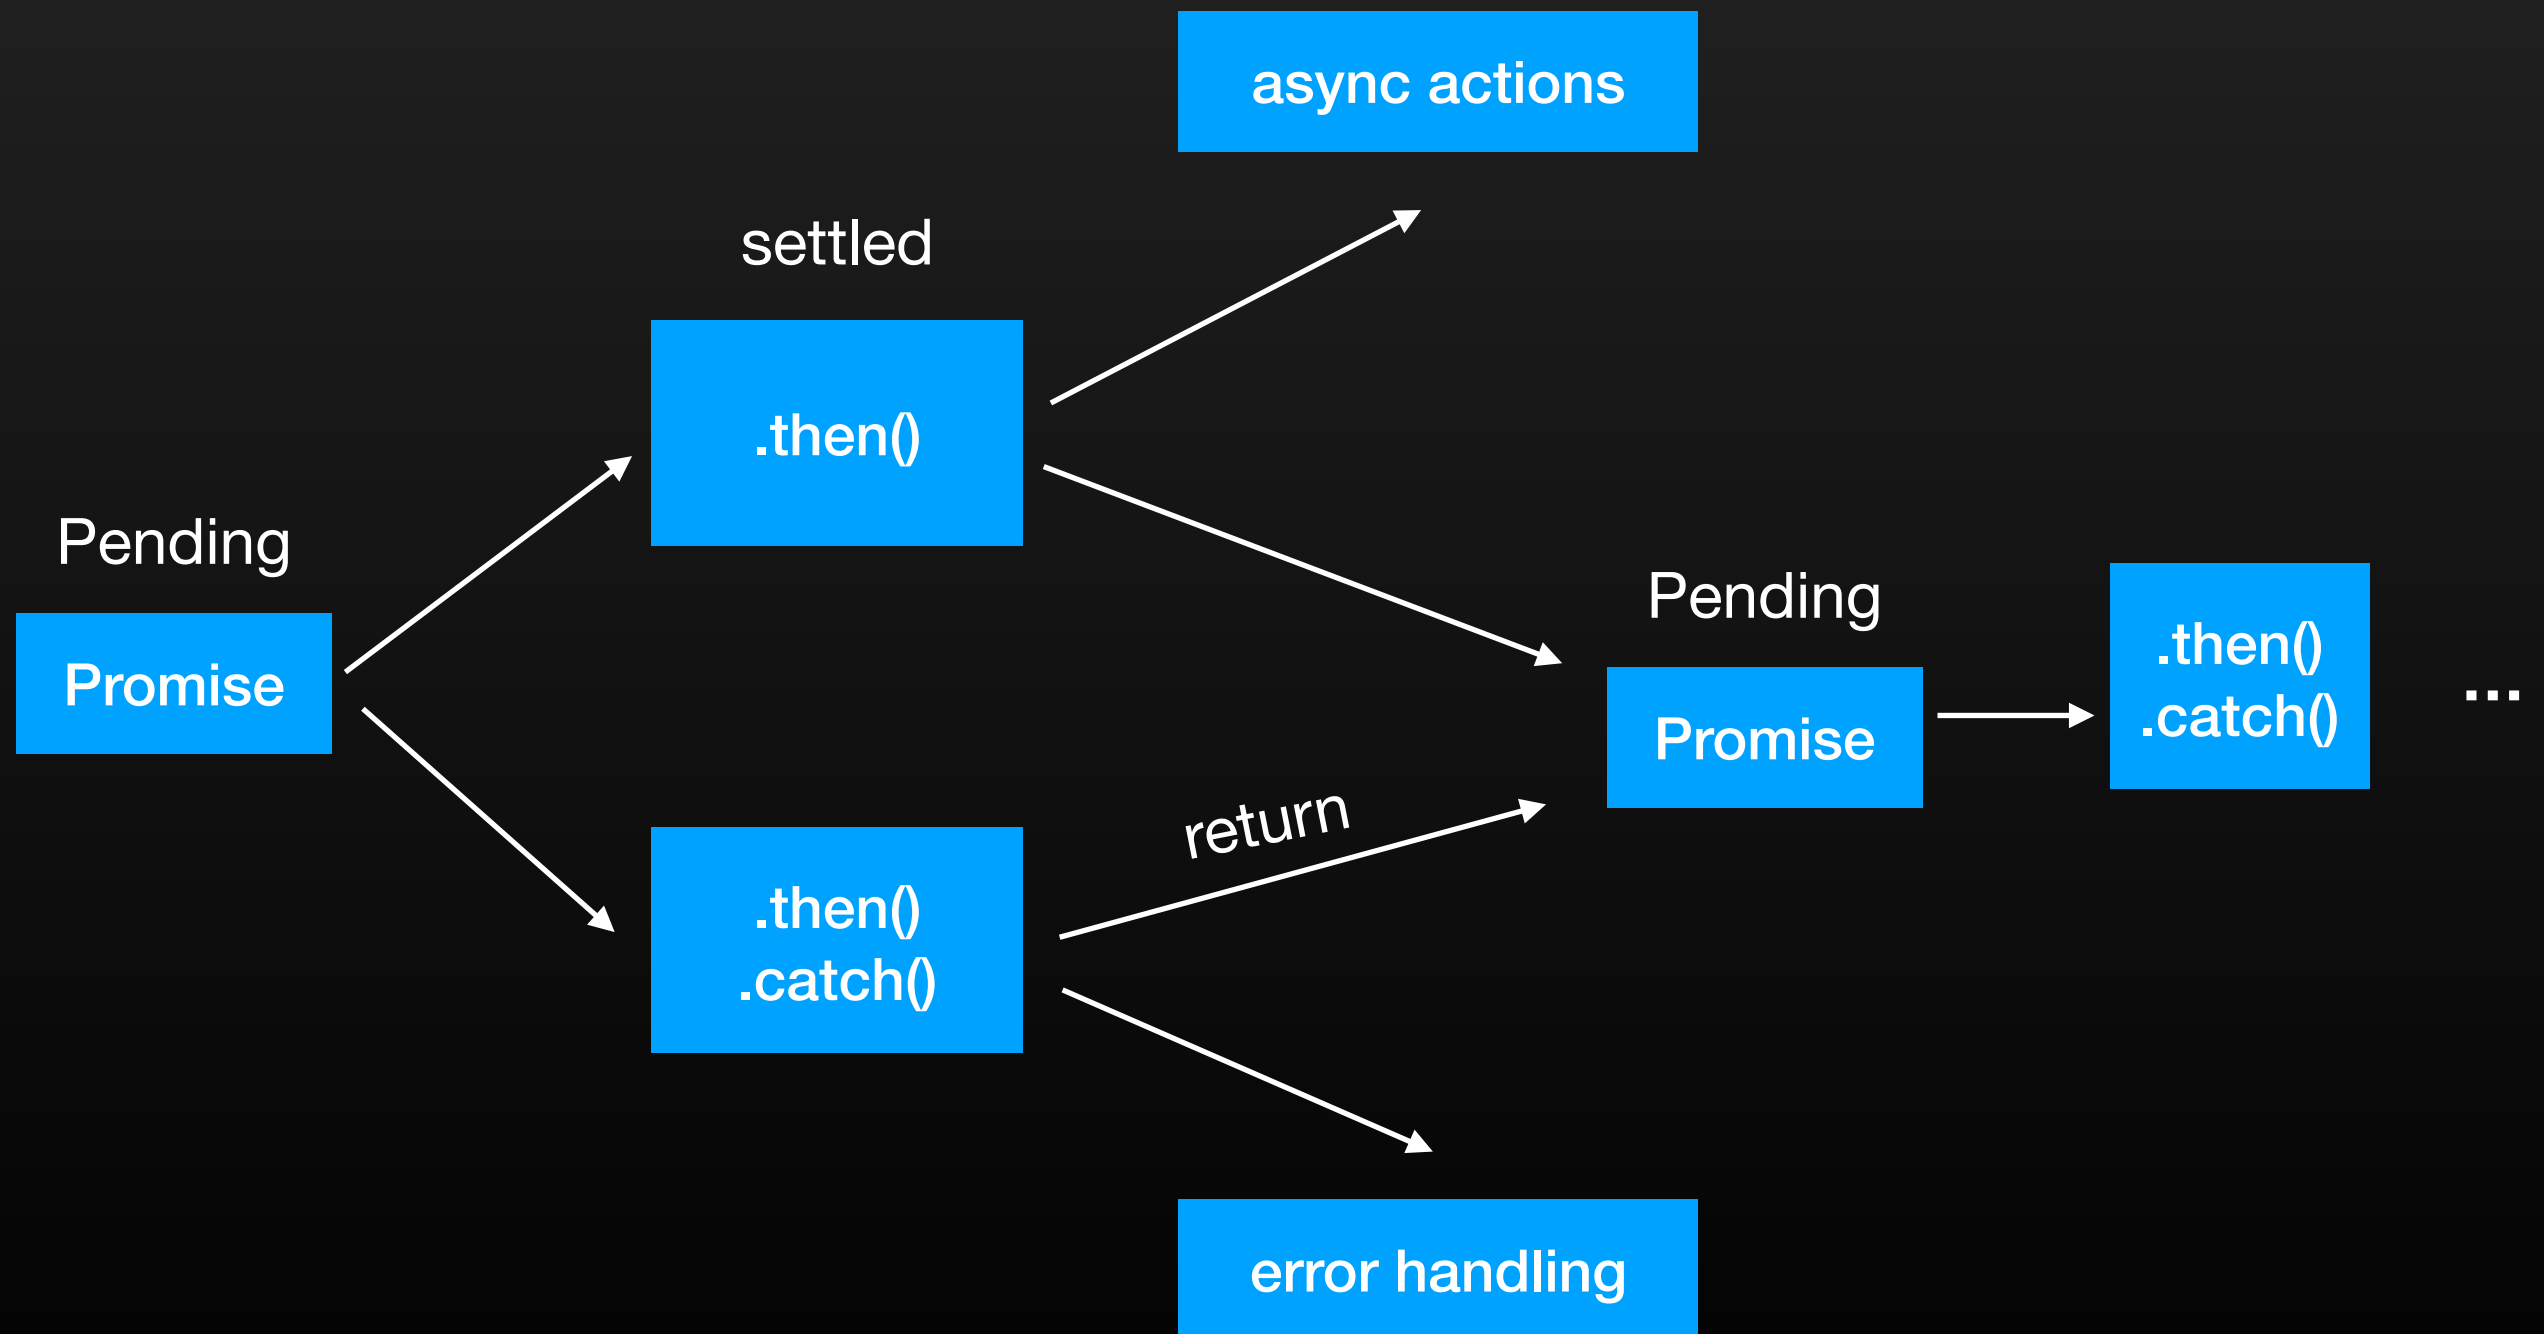 async actions
settled
.then()
Pending
Promise
Pending
Promise
.then()
.catch()
...
return
.then()
.catch()
error handling